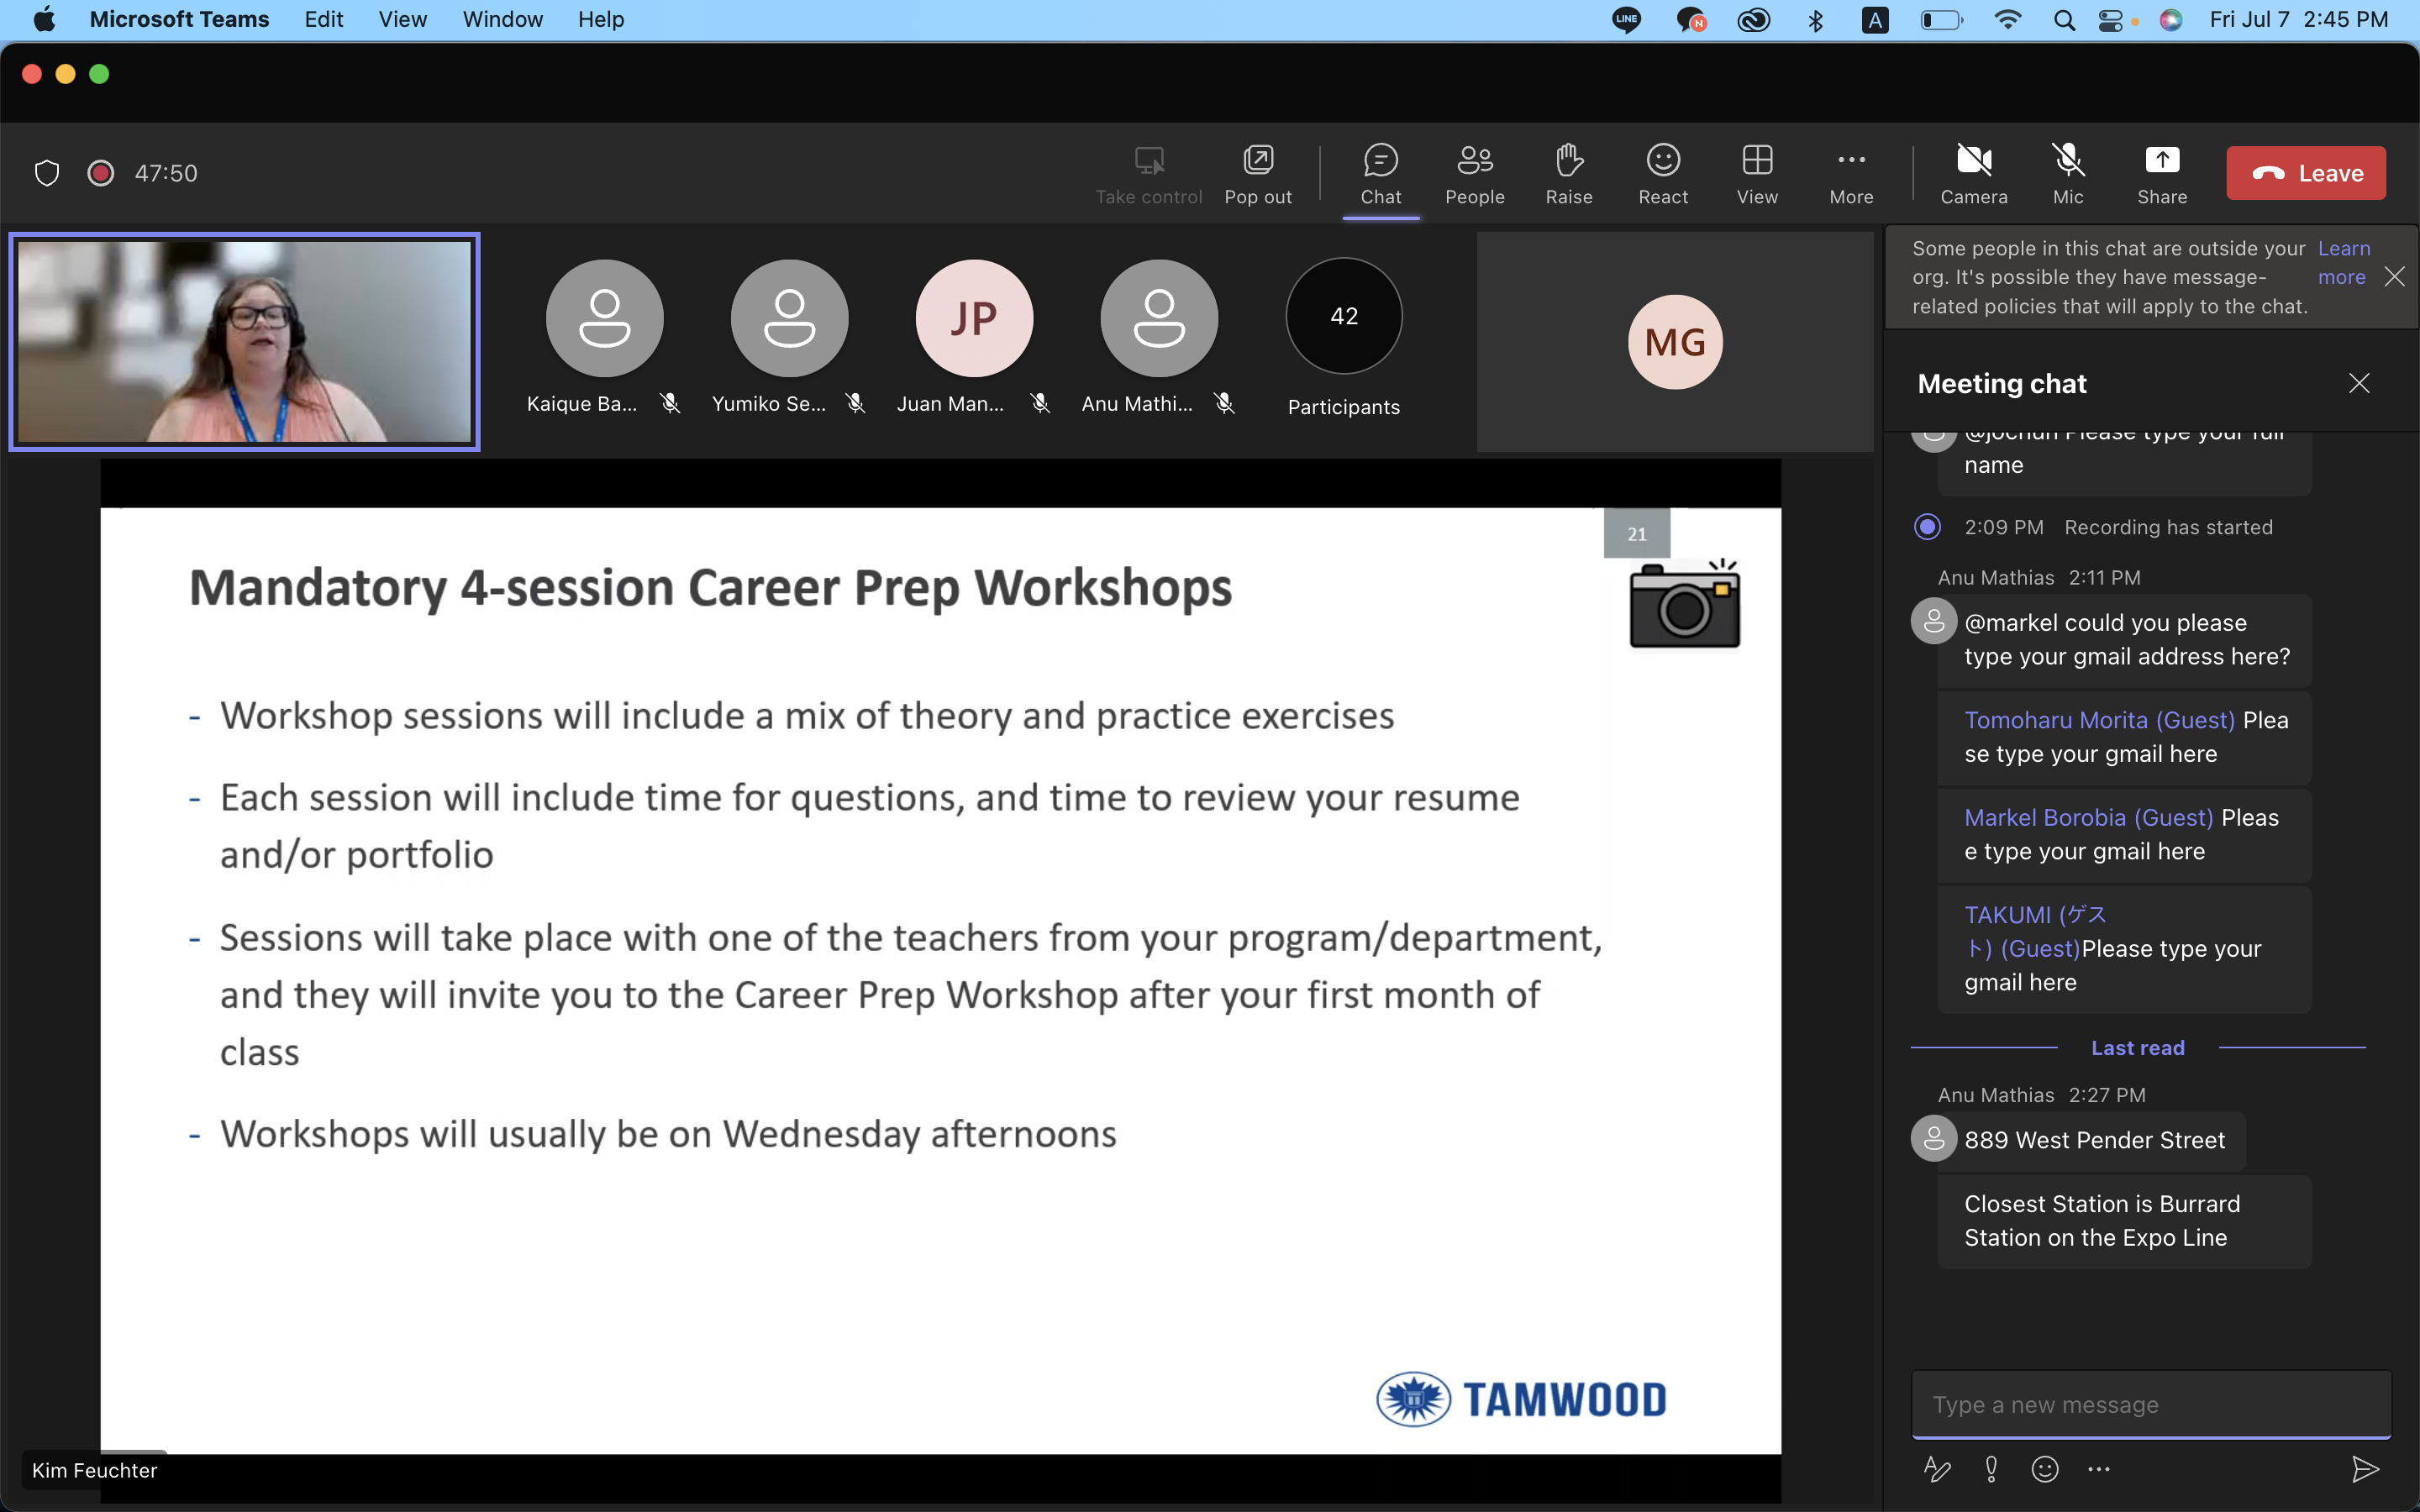 Microsoft Teams Edit View Window Help LINE N A Fri Jul 7 2:45 PM
47:50 Take control Pop out Chat People Raise React View More Camera Mic Share Leave
Kaique Ba... Yumiko Se... JP Juan Man... Anu Mathi... 42 Participants
MG
21
Mandatory 4-session Career Prep Workshops
- Workshop sessions will include a mix of theory and practice exercises
- Each session will include time for questions, and time to review your resume
and/or portfolio
- Sessions will take place with one of the teachers from your program/department,
and they will invite you to the Career Prep Workshop after your first month of
class
- Workshops will usually be on Wednesday afternoons
TAMWOOD
Kim Feuchter
Some people in this chat are outside your Learn
org. It's possible they have message- more
related policies that will apply to the chat.
Meeting chat
@jochun Please type your full
name
2:09 PM Recording has started
Anu Mathias 2:11 PM
@markel could you please
type your gmail address here?
Tomoharu Morita (Guest) Plea
se type your gmail here
Markel Borobia (Guest) Pleas
e type your gmail here
TAKUMI (ゲス
ト) (Guest)Please type your
gmail here
Last read
Anu Mathias 2:27 PM
889 West Pender Street
Closest Station is Burrard
Station on the Expo Line
Type a new message